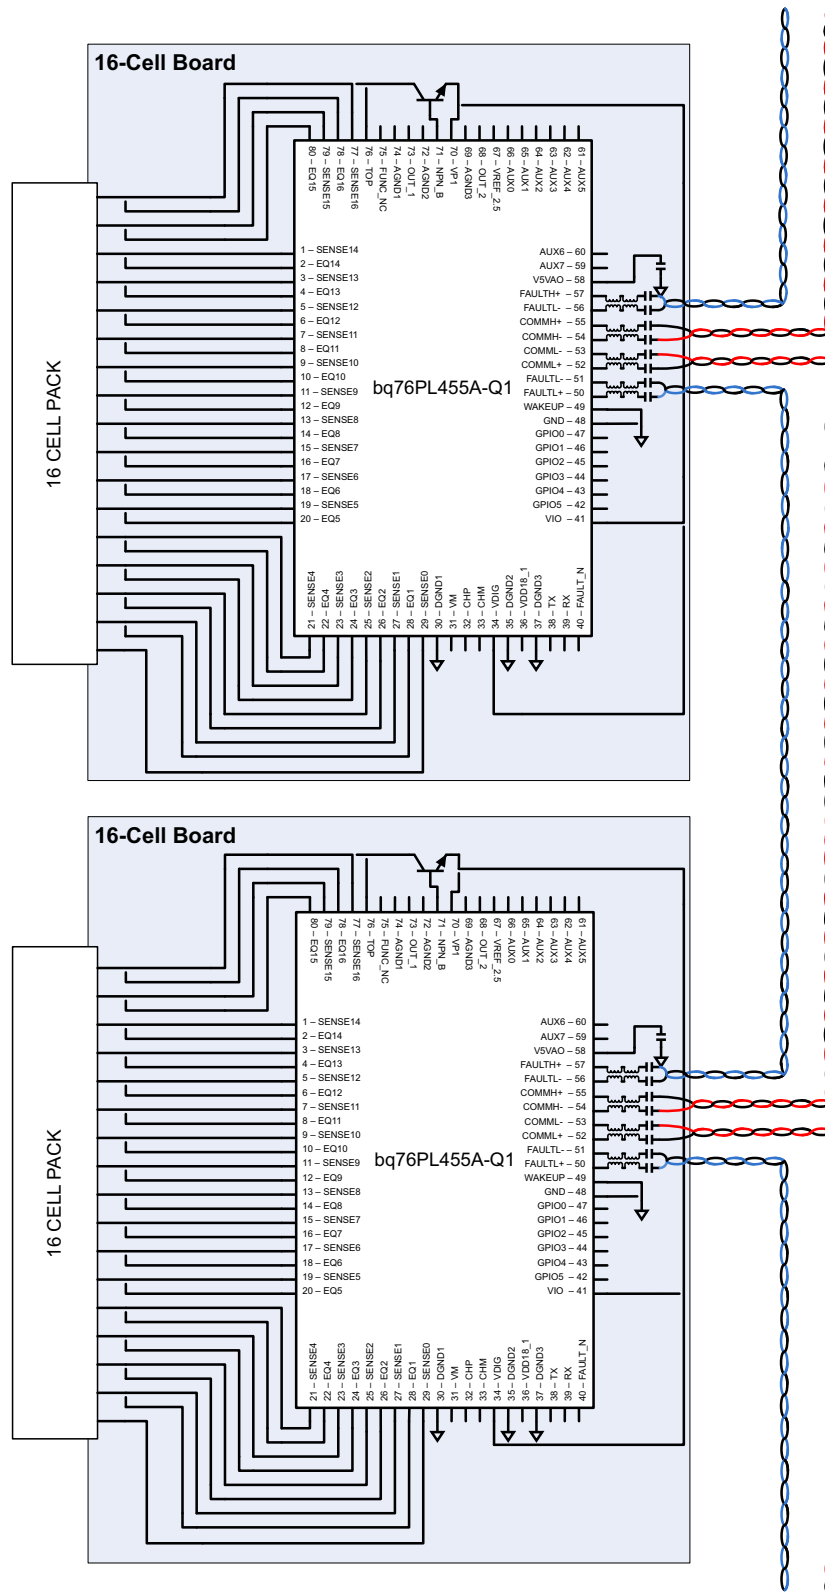 16-Cell Board
80 – EQ15
79 – SENSE15
78 – EQ16
77 – SENSE16
76 – TOP
75 – FUNC_NC
74 – AGND1
73 – OUT_1
72 – AGND2
71 – NPN_B
70 – VP1
69 – AGND3
68 – OUT_2
67 – VREF_2.5
66 – AUX0
65 – AUX1
64 – AUX2
63 – AUX3
62 – AUX4
61 – AUX5
16 CELL PACK
1 – SENSE14
2 – EQ14
3 – SENSE13
4 – EQ13
5 – SENSE12
6 – EQ12
7 – SENSE11
8 – EQ11
9 – SENSE10
10 – EQ10
11 – SENSE9
12 – EQ9
13 – SENSE8
14 – EQ8
15 – SENSE7
16 – EQ7
17 – SENSE6
18 – EQ6
19 – SENSE5
20 – EQ5
bq76PL455A-Q1
AUX6 – 60
AUX7 – 59
V5VAO – 58
FAULTH+ – 57
FAULTL- – 56
COMMH+ – 55
COMMH- – 54
COMML- – 53
COMML+ – 52
FAULTL- – 51
FAULTL+ – 50
WAKEUP – 49
GND – 48
GPIO0 – 47
GPIO1 – 46
GPIO2 – 45
GPIO3 – 44
GPIO4 – 43
GPIO5 – 42
VIO – 41
21 – SENSE4
22 – EQ4
23 – SENSE3
24 – EQ3
25 – SENSE2
26 – EQ2
27 – SENSE1
28 – EQ1
29 – SENSE0
30 – DGND1
31 – VM
32 – CHP
33 – CHM
34 – VDIG
35 – DGND2
36 – VDD18_1
37 – DGND3
38 – TX
39 – RX
40 – FAULT_N
16-Cell Board
80 – EQ15
79 – SENSE15
78 – EQ16
77 – SENSE16
76 – TOP
75 – FUNC_NC
74 – AGND1
73 – OUT_1
72 – AGND2
71 – NPN_B
70 – VP1
69 – AGND3
68 – OUT_2
67 – VREF_2.5
66 – AUX0
65 – AUX1
64 – AUX2
63 – AUX3
62 – AUX4
61 – AUX5
16 CELL PACK
1 – SENSE14
2 – EQ14
3 – SENSE13
4 – EQ13
5 – SENSE12
6 – EQ12
7 – SENSE11
8 – EQ11
9 – SENSE10
10 – EQ10
11 – SENSE9
12 – EQ9
13 – SENSE8
14 – EQ8
15 – SENSE7
16 – EQ7
17 – SENSE6
18 – EQ6
19 – SENSE5
20 – EQ5
bq76PL455A-Q1
AUX6 – 60
AUX7 – 59
V5VAO – 58
FAULTH+ – 57
FAULTL- – 56
COMMH+ – 55
COMMH- – 54
COMML- – 53
COMML+ – 52
FAULTL- – 51
FAULTL+ – 50
WAKEUP – 49
GND – 48
GPIO0 – 47
GPIO1 – 46
GPIO2 – 45
GPIO3 – 44
GPIO4 – 43
GPIO5 – 42
VIO – 41
21 – SENSE4
22 – EQ4
23 – SENSE3
24 – EQ3
25 – SENSE2
26 – EQ2
27 – SENSE1
28 – EQ1
29 – SENSE0
30 – DGND1
31 – VM
32 – CHP
33 – CHM
34 – VDIG
35 – DGND2
36 – VDD18_1
37 – DGND3
38 – TX
39 – RX
40 – FAULT_N